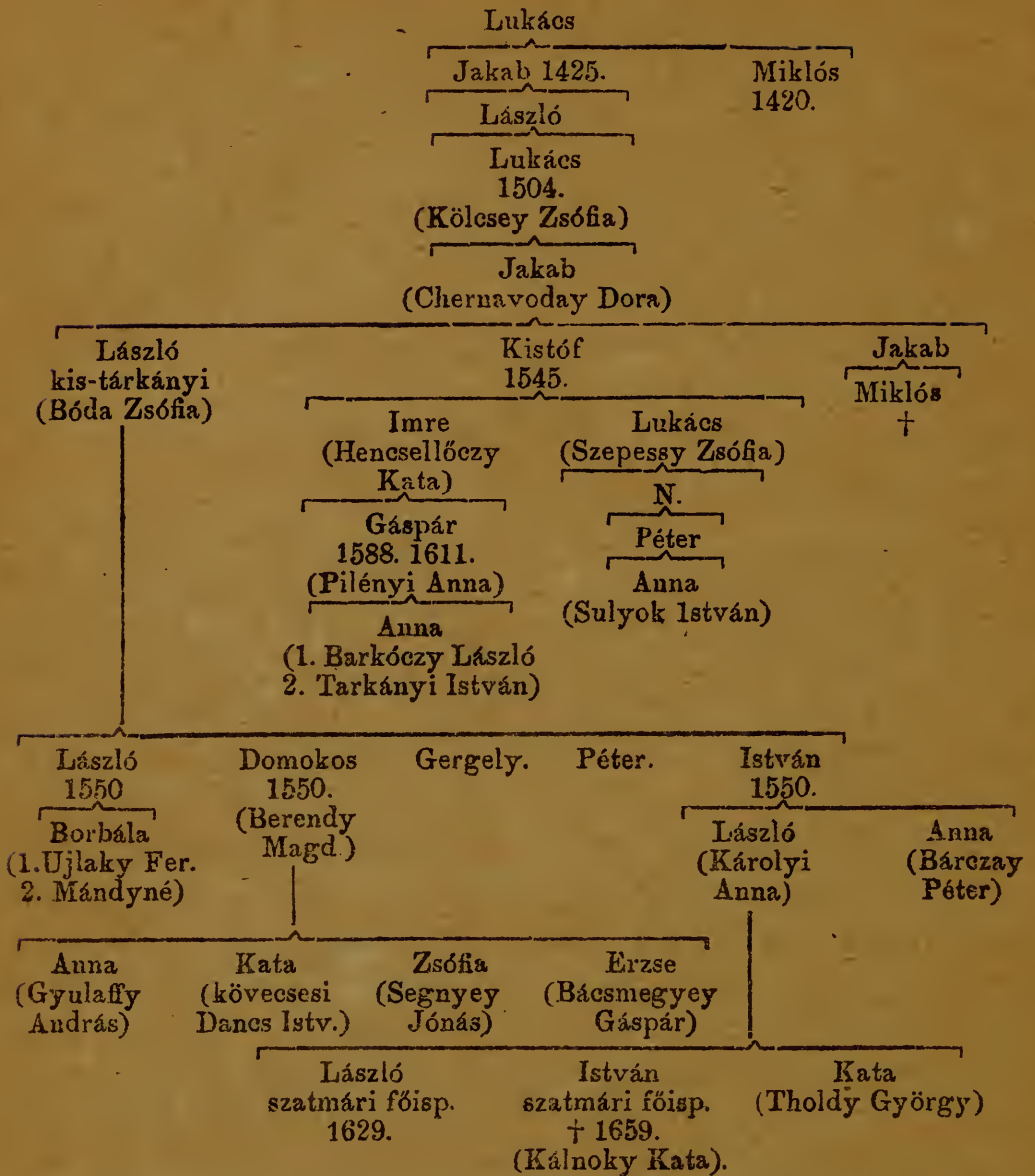 Lukács
Jakab 1425. Miklós
1420.
László
Lukács
1504.
(Kölcsey Zsófia)
Jakab
(Chernavoday Dora)
László Kistóf Jakab
kis-tárkányi 1545. Miklós
(Bóda Zsófia) †
Imre Lukács
(Hencsellőczy (Szepessy Zsófia)
Kata) N.
Gáspár Péter
1588. 1611. Anna
(Pilényi Anna) (Sulyok István)
Anna
(1. Barkóczy László
2. Tarkányi István)
László Domokos Gergely. Péter. István
1550 1550. 1550.
Borbála (Berendy László Anna
(1.Ujlaky Fer. Magd.) (Károlyi (Bárczay
2. Mándyné) Anna) Péter)
Anna Kata Zsófia Erzse
(Gyulaffy (kövecsesi (Segnyey (Bácsmegyey
András) Dancs Istv.) Jónás) Gáspár)
László István Kata
szatmári főisp. szatmári főisp. (Tholdy György)
1629. † 1659.
(Kálnoky Kata).